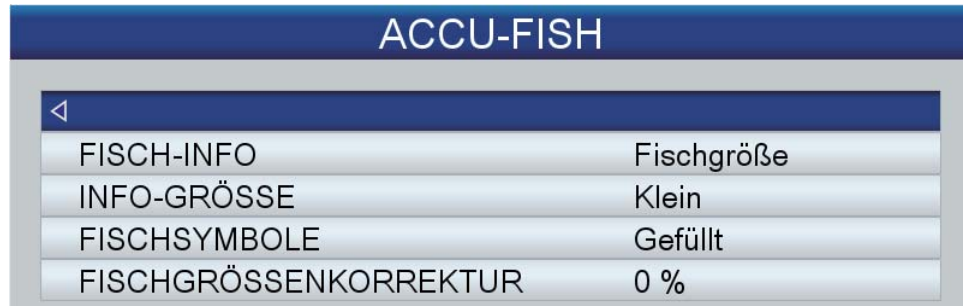 ACCU-FISH
FISCH-INFO Fischgröße
INFO-GRÖSSE Klein
FISCHSYMBOLE Gefüllt
FISCHGRÖSSENKORREKTUR 0 %